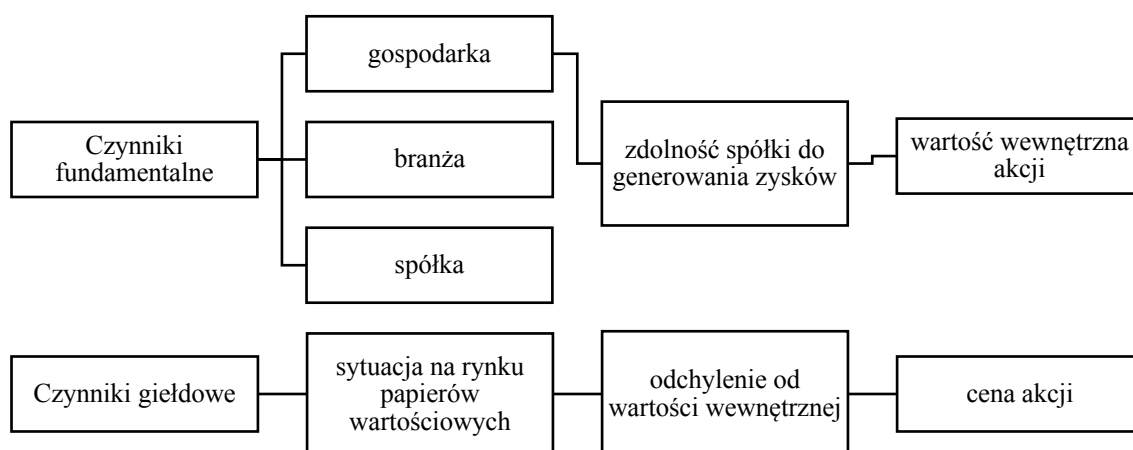 gospodarka
Czynniki
fundamentalne
branża
zdolność spółki do
generowania zysków
wartość wewnętrzna
akcji
spółka
Czynniki giełdowe
sytuacja na rynku
papierów
wartościowych
odchylenie od
wartości wewnętrznej
cena akcji